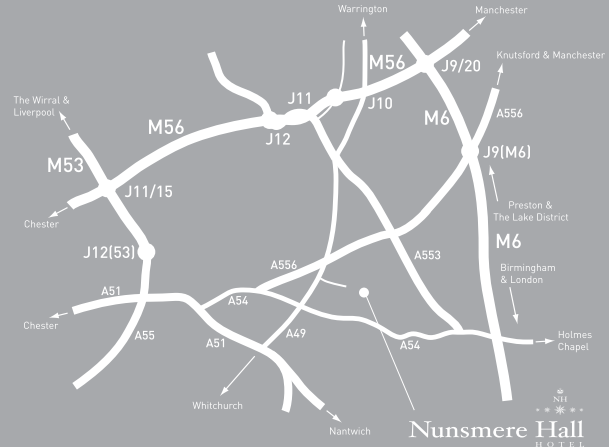 Warrington
Manchester
Knutsford & Manchester
M56
J9/20
J11
J10
The Wirral &
Liverpool
M56
J12
M6
A556
M53
J9(M6)
J11/15
Chester
Preston &
The Lake District
J12(53)
M6
A556
A553
Birmingham
& London
A51
A54
Chester
A55
A51
A49
A54
Holmes
Chapel
Whitchurch
Nantwich
NH
Nunsmere Hall
HOTEL